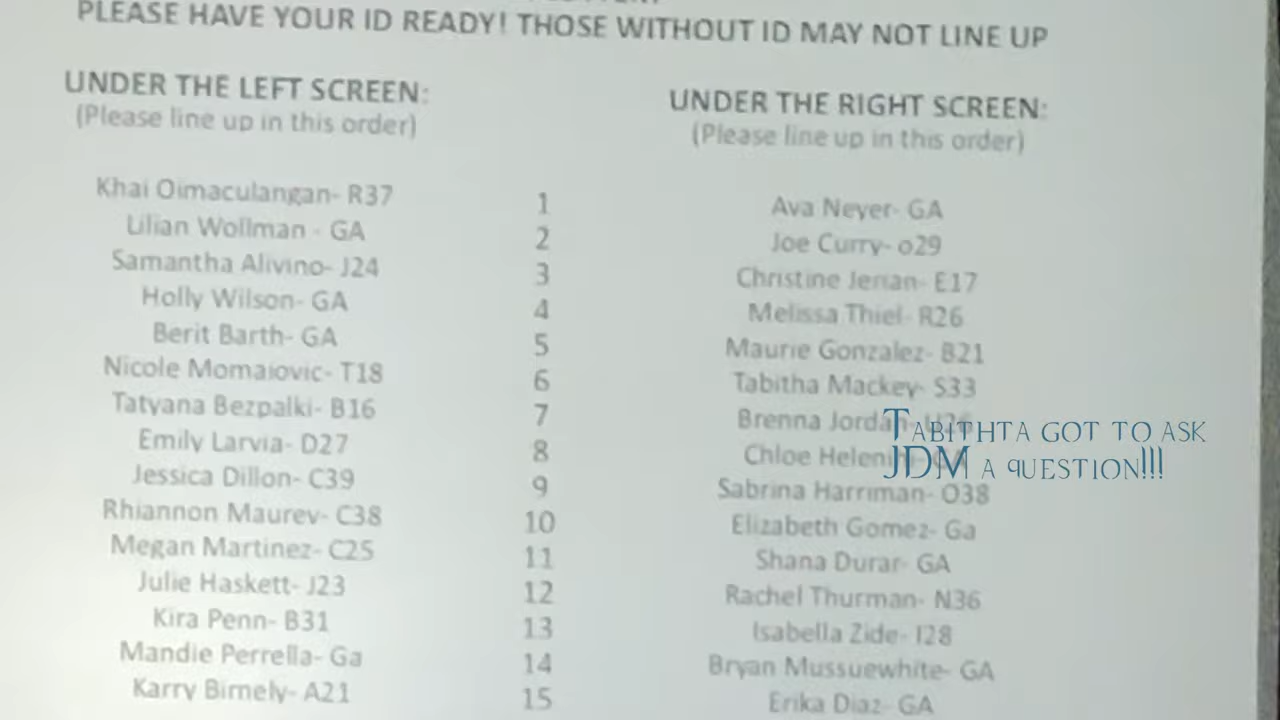 PLEASE HAVE YOUR ID READY! THOSE WITHOUT ID MAY NOT LINE UP
UNDER THE LEFT SCREEN:
(Please line up in this order)
UNDER THE RIGHT SCREEN:
(Please line up in this order)
Khai Oimaculangan- R37 1 Ava Neyer- GA
Lilian Wollman - GA 2 Joe Curry- o29
Samantha Alivino- J24 3 Christine Jerian- E17
Holly Wilson- GA 4 Melissa Thiel- R26
Berit Barth- GA 5 Maurie Gonzalez- B21
Nicole Momaiovic- T18 6 Tabitha Mackey- S33
Tatyana Bezpalki- B16 7 Brenna Jordan-
Emily Larvia- D27 8 Chloe
Jessica Dillon- C39 9 Sabrina Harriman- O38
Rhiannon Maurev- C38 10 Elizabeth Gomez- Ga
Megan Martinez- C25 11 Shana Durar- GA
Julie Haskett- J23 12 Rachel Thurman- N36
Kira Penn- B31 13 Isabella Zide- I28
Mandie Perrella- Ga 14 Bryan Mussuewhite- GA
Karry Bimely- A21 15 Erika Diaz- GA
Tabithta got to ask
JDM a question!!!